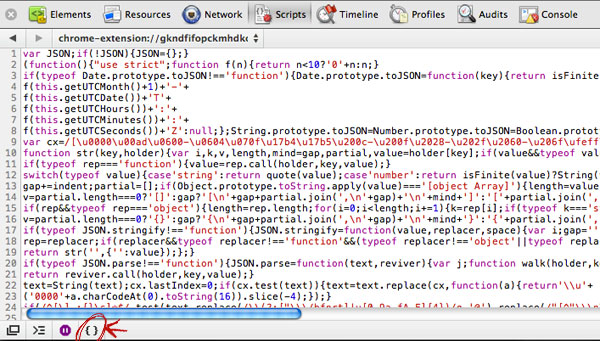 Elements Resources Network Scripts Timeline Profiles Audits Console
chrome-extension://gkndfifopckmhdkc
1 var JSON;if(!JSON){JSON={};}
2 (function(){"use strict";function f(n){return n<10?'0'+n:n;}
3 if(typeof Date.prototype.toJSON!=='function'){Date.prototype.toJSON=function(key){return isFinite
4 f(this.getUTCMonth()+1)+'-'+
5 f(this.getUTCDate())+'T'+
6 f(this.getUTCHours())+':'+
7 f(this.getUTCMinutes())+':'+
8 f(this.getUTCSeconds())+'Z':null;};String.prototype.toJSON=Number.prototype.toJSON=Boolean.protot
9 var cx=/[\u0000\u00ad\u0600-\u0604\u070f\u17b4\u17b5\u200c-\u200f\u2028-\u202f\u2060-\u206f\ufeff
10 function str(key,holder){var i,k,v,length,mind=gap,partial,value=holder[key];if(value&&typeof val
11 if(typeof rep==='function'){value=rep.call(holder,key,value);}
12 switch(typeof value){case'string':return quote(value);case'number':return isFinite(value)?String(
13 gap+=indent;partial=[];if(Object.prototype.toString.apply(value)==='[object Array]'){length=value
14 v=partial.length===0?'[]':gap?'[\n'+gap+partial.join(',\n'+gap)+'\n'+mind+']':'['+partial.join(',
15 if(rep&&typeof rep==='object'){length=rep.length;for(i=0;i<length;i+=1){k=rep[i];if(typeof k==='s
16 v=partial.length===0?'{}':gap?'{\n'+gap+partial.join(',\n'+gap)+'\n'+mind+'}':'{'+partial.join(',
17 if(typeof JSON.stringify!=='function'){JSON.stringify=function(value,replacer,space){var i;gap=''
18 rep=replacer;if(replacer&&typeof replacer!=='function'&&(typeof replacer!=='object'||typeof repla
19 return str('',{'':value});};}
20 if(typeof JSON.parse!=='function'){JSON.parse=function(text,reviver){var j;function walk(holder,k
21 return reviver.call(holder,key,value);}
22 text=String(text);cx.lastIndex=0;if(cx.test(text)){text=text.replace(cx,function(a){return'\\u'+
23 ('0000'+a.charCodeAt(0).toString(16)).slice(-4);});}
24
{ }